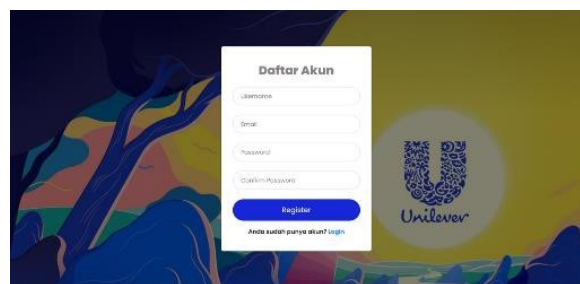 Daftar Akun
Username
Email
Password
Confirm Password
Register
Anda sudah punya akun? Login
Unilever